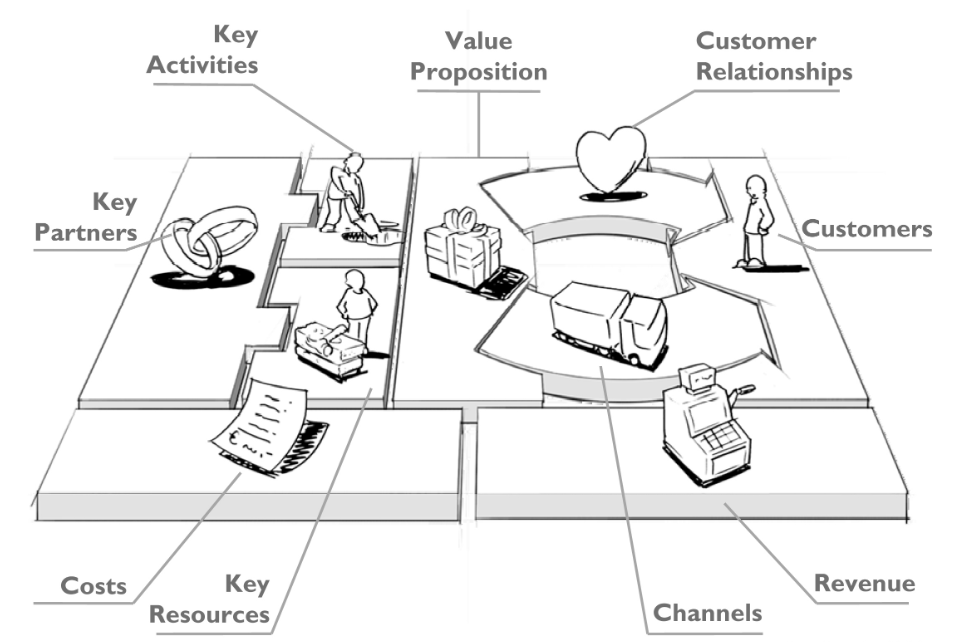 Key
Activities
Value
Proposition
Customer
Relationships
Key
Partners
Customers
€
Costs
Key
Resources
Channels
Revenue